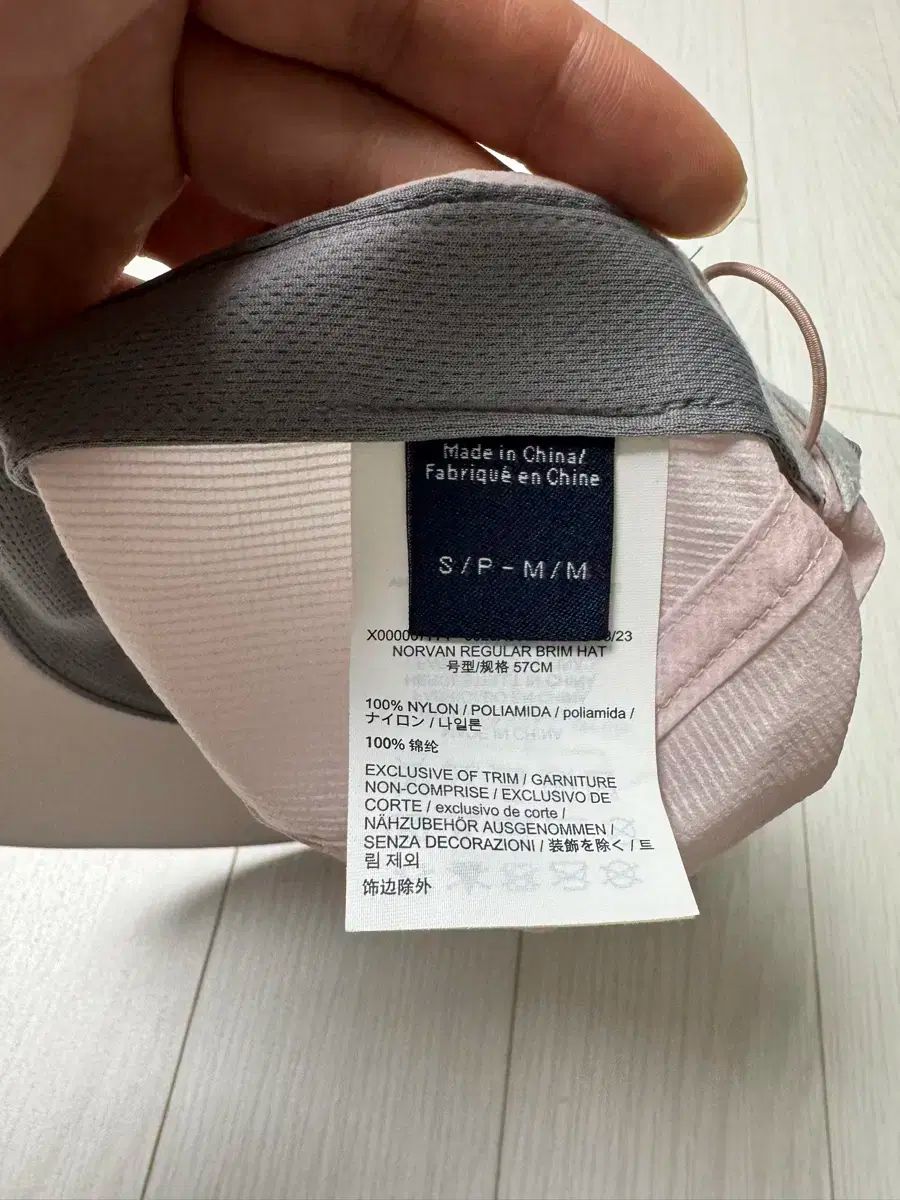 Made in China/
Fabriqué en Chine
S/P - M/M
NORVAN REGULAR BRIM HAT
号型/规格 57CM
100% NYLON / POLIAMIDA / poliamida /
ナイロン / 나일론
100% 锦纶
EXCLUSIVE OF TRIM / GARNITURE
NON-COMPRISE / EXCLUSIVO DE
CORTE / exclusivo de corte /
NÄHZUBEHÖR AUSGENOMMEN /
SENZA DECORAZIONI / 装飾を除く / 트
림 제외
饰边除外